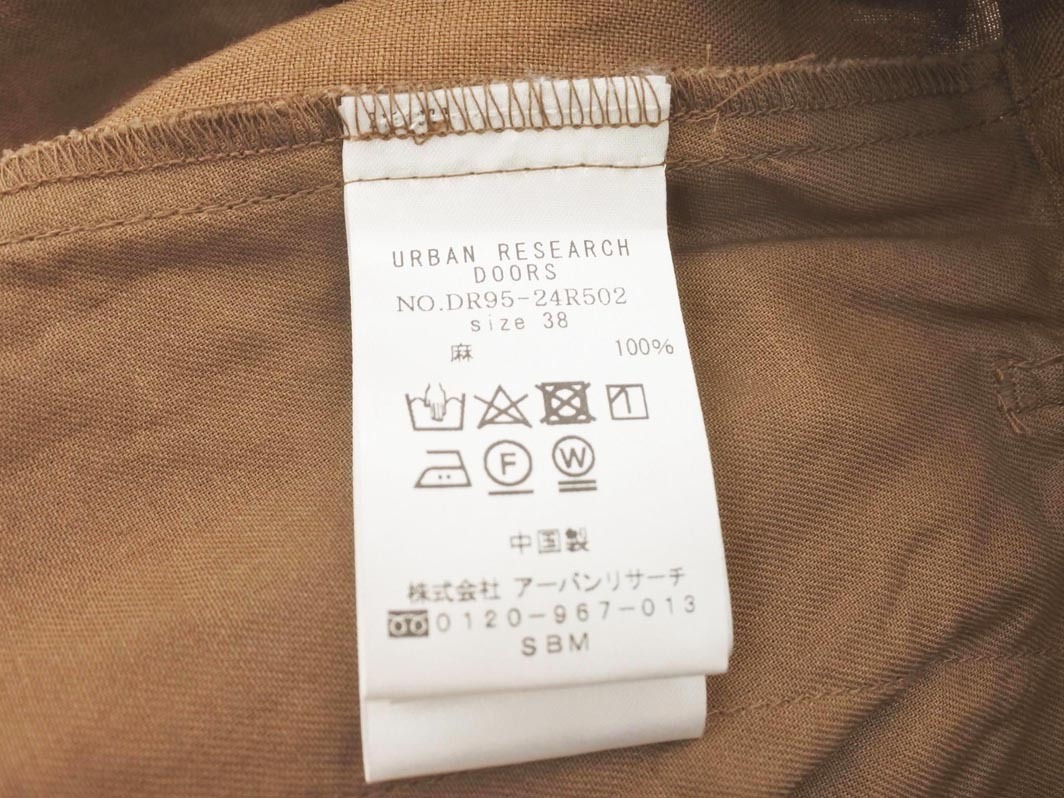 URBAN RESEARCH
DOORS
NO.DR95-24R502
size 38
麻 100%
F W
中国製
株式会社 アーバンリサーチ
0120-967-013
SBM